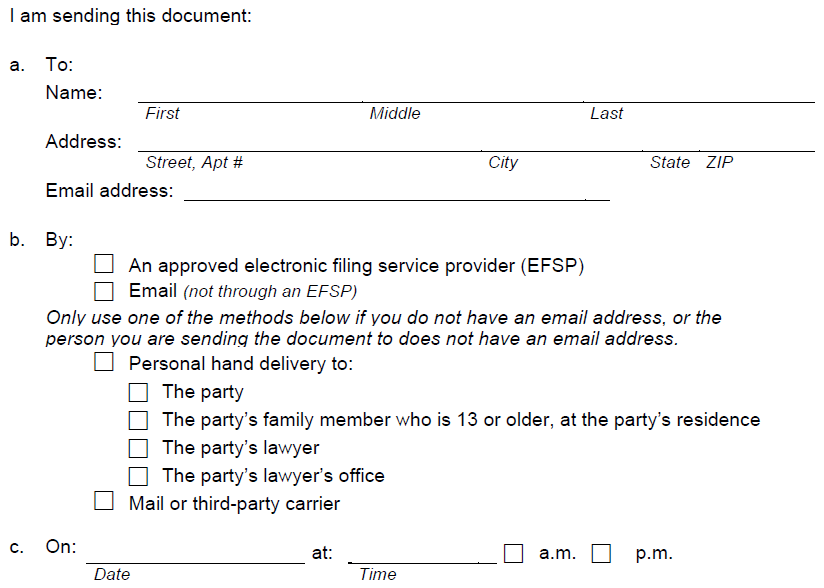 I am sending this document:
a. To:
Name:
First Middle Last
Address:
Street, Apt # City State ZIP
Email address:
b. By:
An approved electronic filing service provider (EFSP)
Email (not through an EFSP)
Only use one of the methods below if you do not have an email address, or the
person you are sending the document to does not have an email address.
Personal hand delivery to:
The party
The party's family member who is 13 or older, at the party's residence
The party's lawyer
The party's lawyer's office
Mail or third-party carrier
c. On: at: a.m. p.m.
Date Time